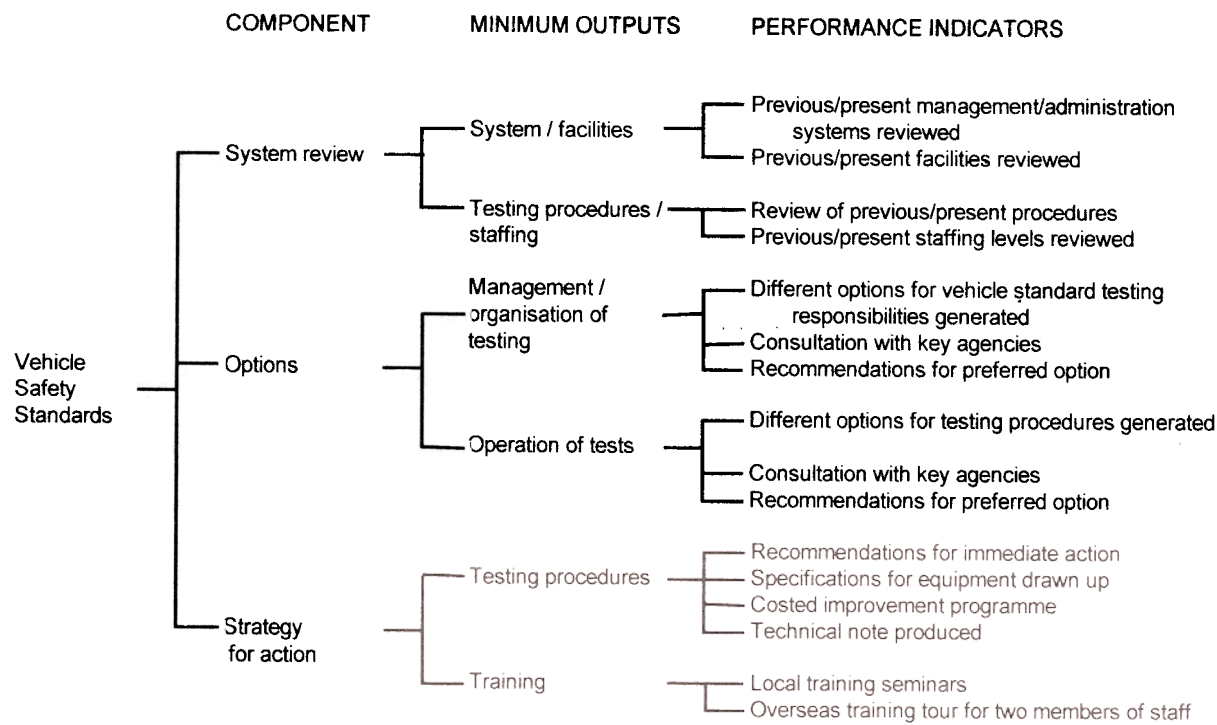 COMPONENT MINIMUM OUTPUTS PERFORMANCE INDICATORS
Vehicle
Safety
Standards
System review
System / facilities
Previous/present management/administration
systems reviewed
Previous/present facilities reviewed
Testing procedures /
staffing
Review of previous/present procedures
Previous/present staffing levels reviewed
Options
Management /
organisation of
testing
Different options for vehicle standard testing
responsibilities generated
Consultation with key agencies
Recommendations for preferred option
Operation of tests
Different options for testing procedures generated
Consultation with key agencies
Recommendations for preferred option
Strategy
for action
Testing procedures
Recommendations for immediate action
Specifications for equipment drawn up
Costed improvement programme
Technical note produced
Training
Local training seminars
Overseas training tour for two members of staff